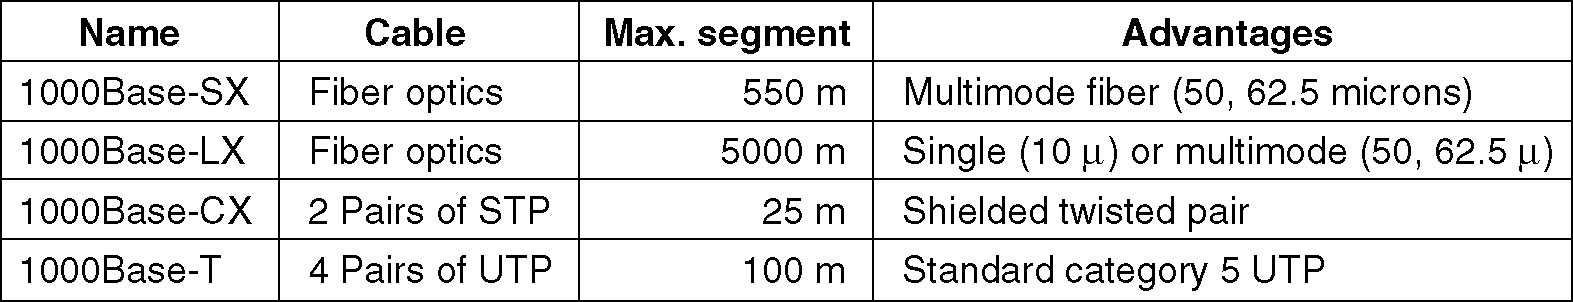 Name Cable Max. segment Advantages
1000Base-SX Fiber optics 550 m Multimode fiber (50, 62.5 microns)
1000Base-LX Fiber optics 5000 m Single (10 μ) or multimode (50, 62.5 μ)
1000Base-CX 2 Pairs of STP 25 m Shielded twisted pair
1000Base-T 4 Pairs of UTP 100 m Standard category 5 UTP